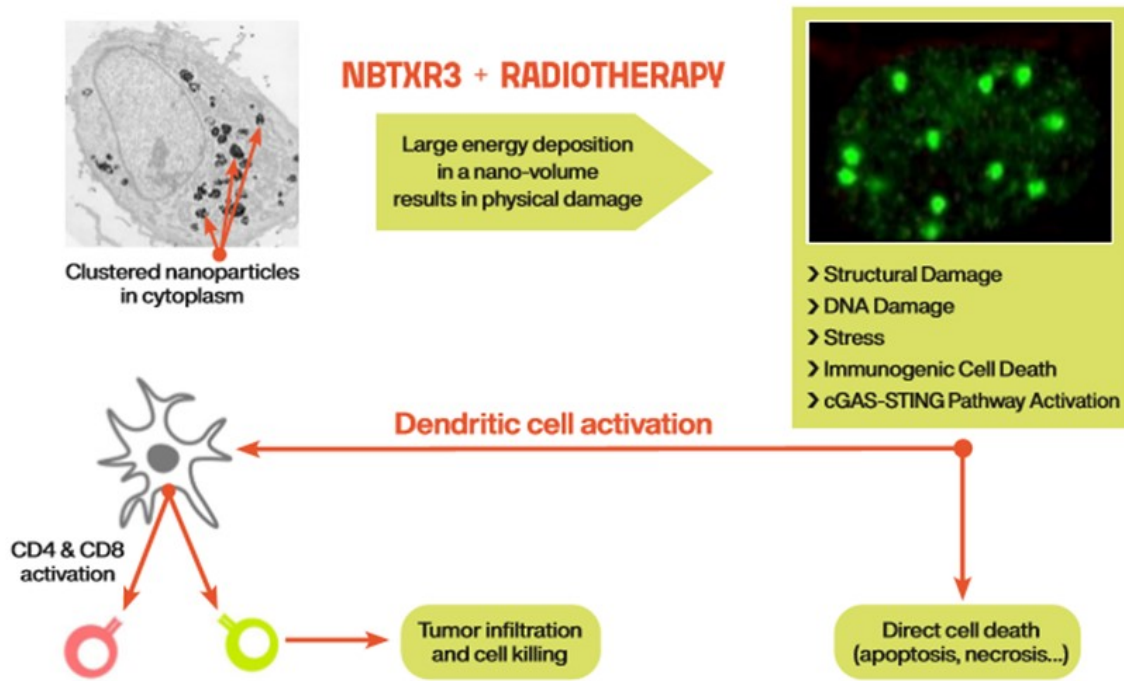 NBTXR3 + RADIOTHERAPY
Large energy deposition
in a nano-volume
results in physical damage
Clustered nanoparticles
in cytoplasm
❯ Structural Damage
❯ DNA Damage
❯ Stress
❯ Immunogenic Cell Death
❯ cGAS-STING Pathway Activation
Dendritic cell activation
CD4 & CD8
activation
Tumor infiltration
and cell killing
Direct cell death
(apoptosis, necrosis...)